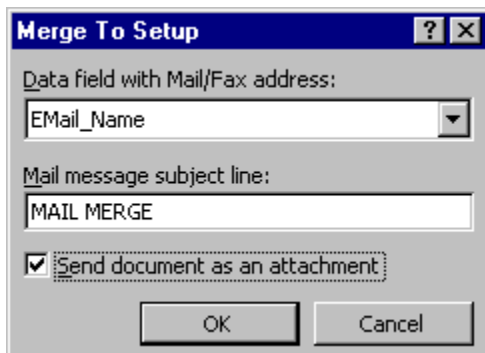 Merge To Setup
Data field with Mail/Fax address:
EMail_Name
Mail message subject line:
MAIL MERGE
Send document as an attachment
OK Cancel